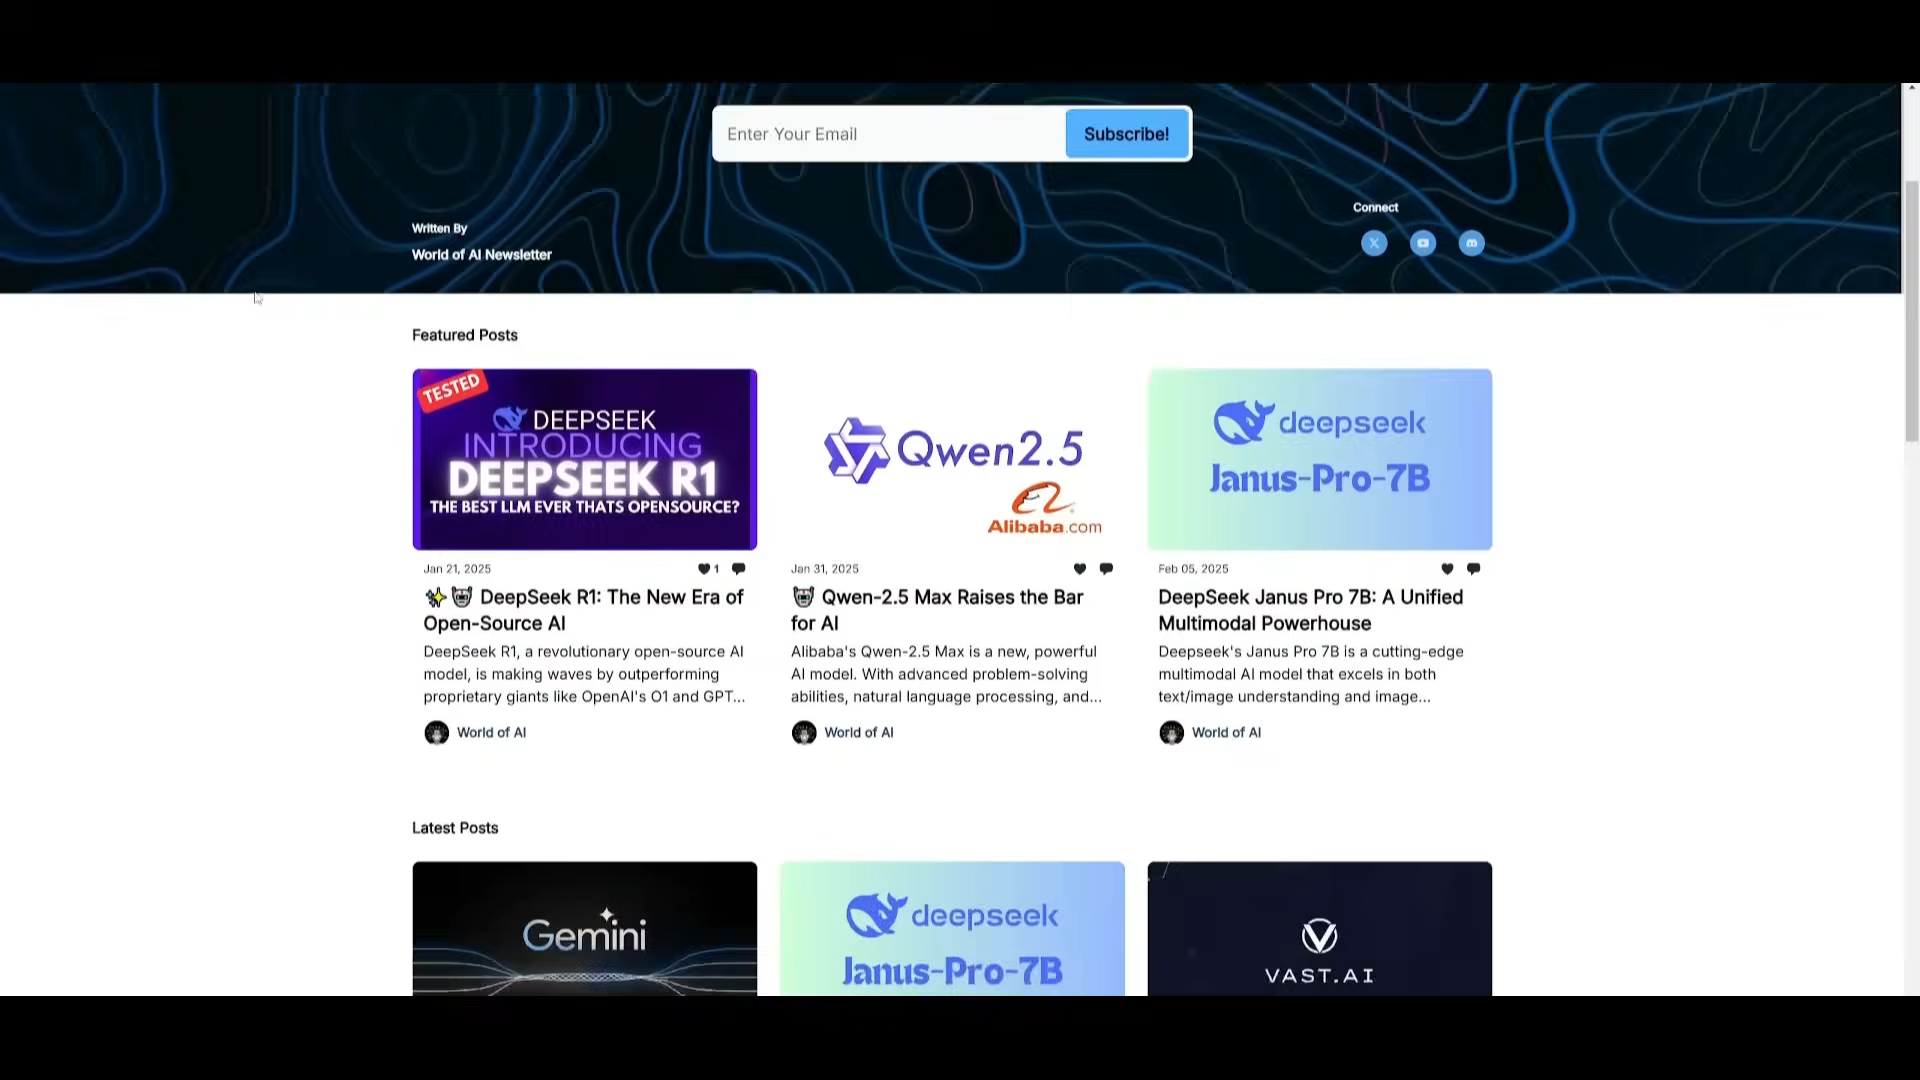 Enter Your Email
Subscribe!
Connect
Written By
World of AI Newsletter
Featured Posts
TESTED
DEEPSEEK
INTRODUCING
DEEPSEEK R1
THE BEST LLM EVER THATS OPENSOURCE?
Jan 21, 2025
1
✨🤖 DeepSeek R1: The New Era of
Open-Source AI
DeepSeek R1, a revolutionary open-source AI
model, is making waves by outperforming
proprietary giants like OpenAI's O1 and GPT...
World of AI
Qwen2.5
Alibaba.com
Jan 31, 2025
🤖 Qwen-2.5 Max Raises the Bar
for AI
Alibaba's Qwen-2.5 Max is a new, powerful
AI model. With advanced problem-solving
abilities, natural language processing, and...
World of AI
deepseek
Janus-Pro-7B
Feb 05, 2025
DeepSeek Janus Pro 7B: A Unified
Multimodal Powerhouse
Deepseek's Janus Pro 7B is a cutting-edge
multimodal AI model that excels in both
text/image understanding and image...
World of AI
Latest Posts
Gemini
deepseek
Janus-Pro-7B
VAST.AI